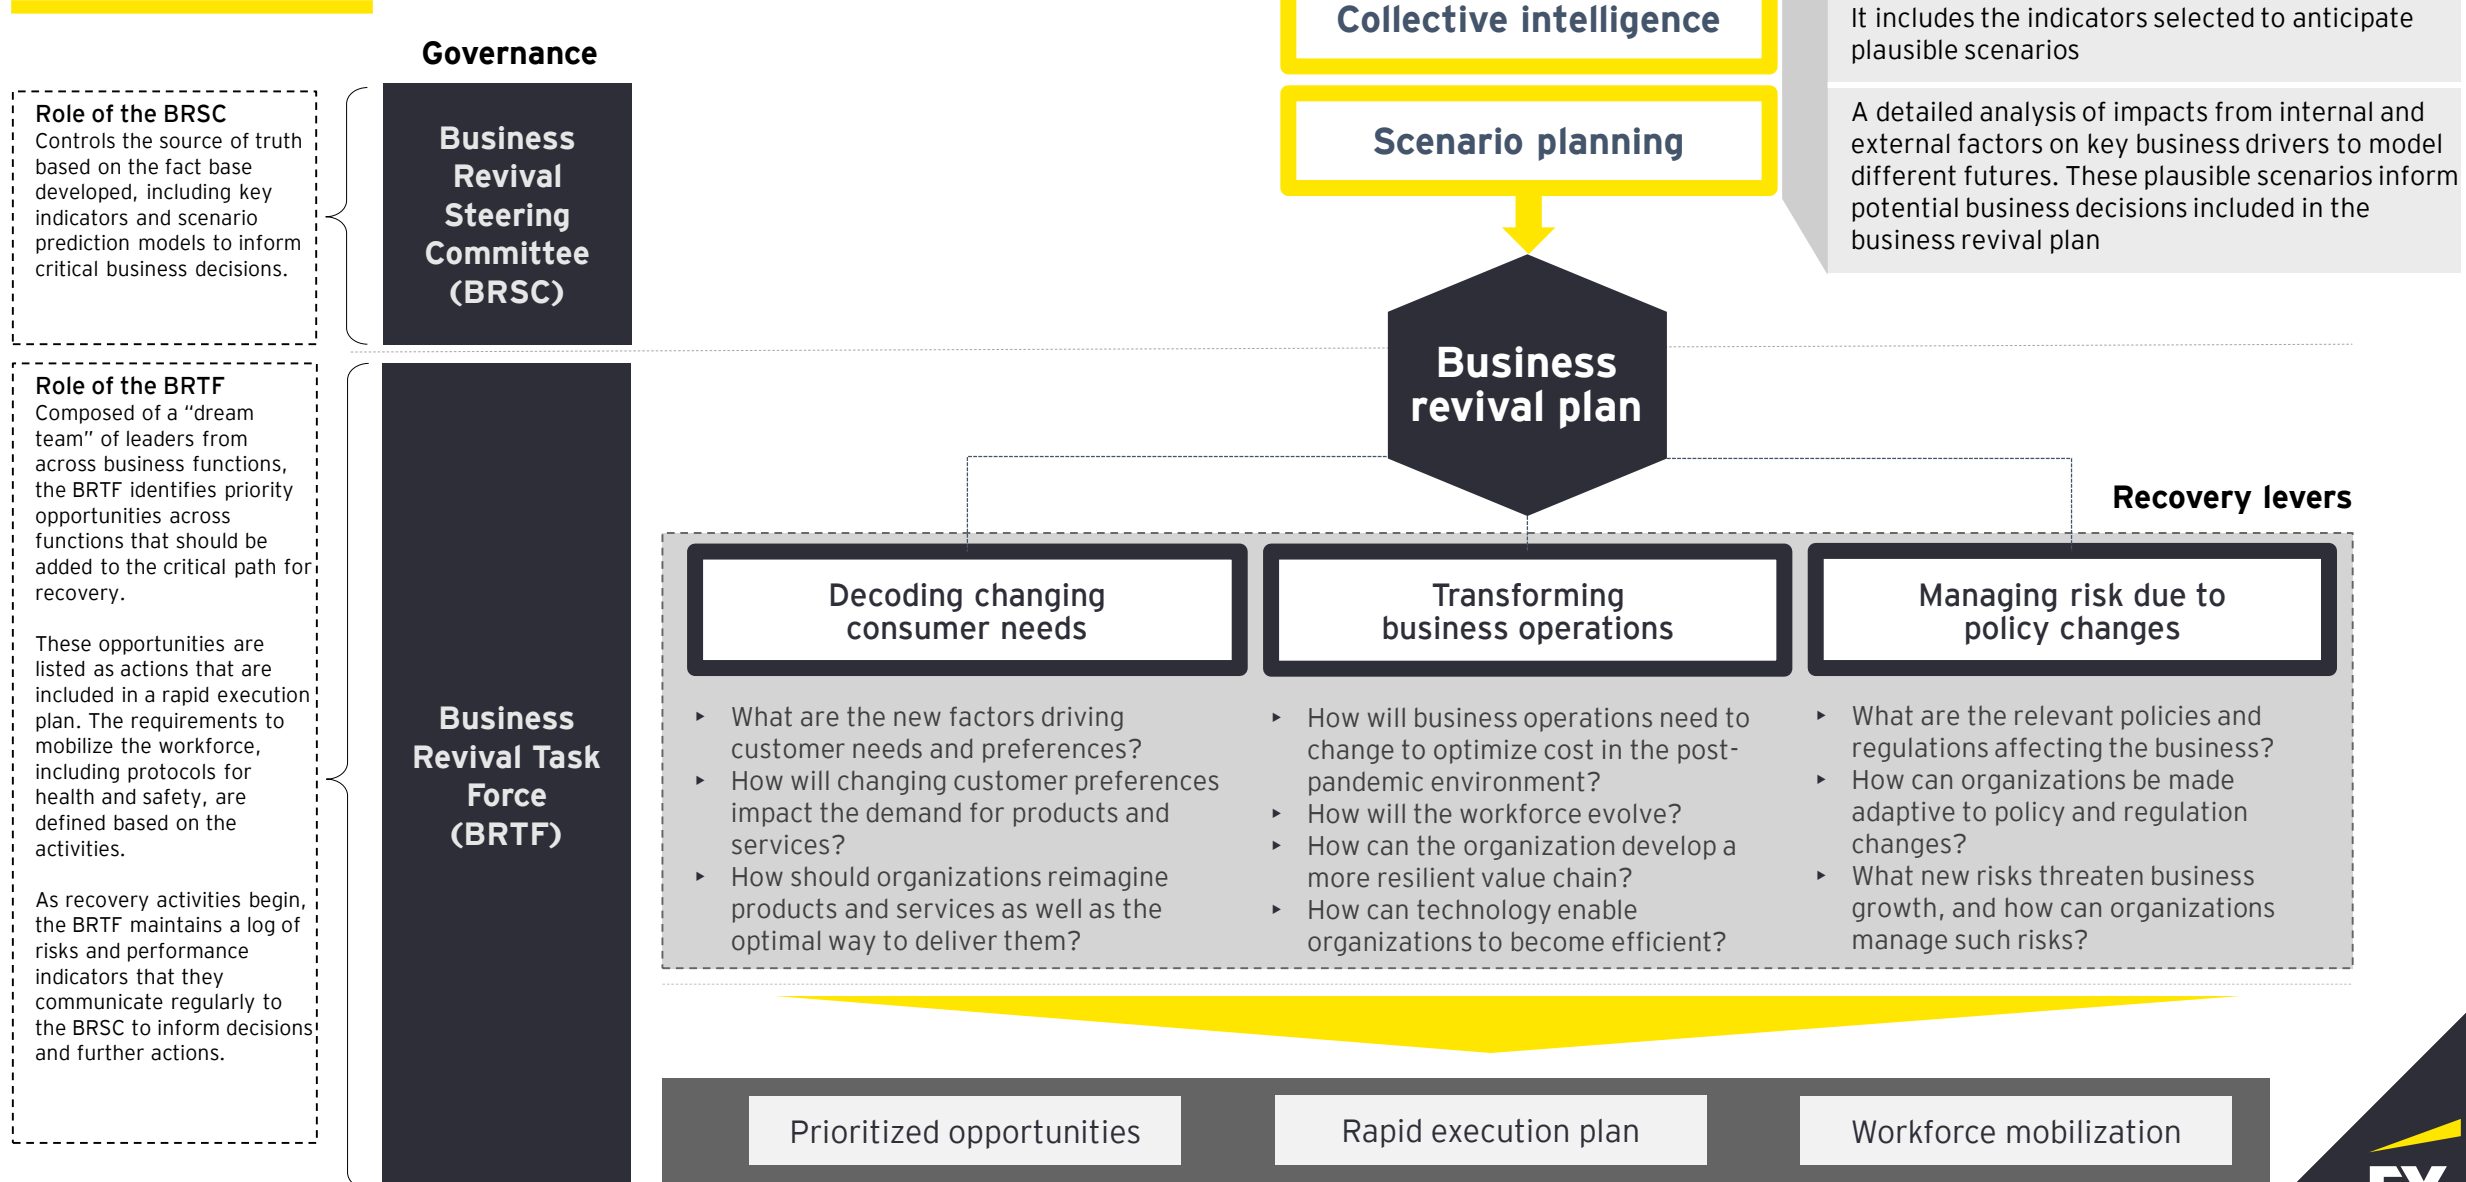 Collective intelligence
It includes the indicators selected to anticipate
plausible scenarios
Governance
Role of the BRSC
Controls the source of truth
based on the fact base
developed, including key
indicators and scenario
prediction models to inform
critical business decisions.
Business
Revival
Steering
Committee
(BRSC)
Scenario planning
A detailed analysis of impacts from internal and
external factors on key business drivers to model
different futures. These plausible scenarios inform
potential business decisions included in the
business revival plan
Business
revival plan
Role of the BRTF
Composed of a “dream
team” of leaders from
across business functions,
the BRTF identifies priority
opportunities across
functions that should be
added to the critical path for
recovery.
These opportunities are
listed as actions that are
included in a rapid execution
plan. The requirements to
mobilize the workforce,
including protocols for
health and safety, are
defined based on the
activities.
As recovery activities begin,
the BRTF maintains a log of
risks and performance
indicators that they
communicate regularly to
the BRSC to inform decisions
and further actions.
Business
Revival Task
Force
(BRTF)
Recovery levers
Decoding changing
consumer needs
▸ What are the new factors driving
customer needs and preferences?
▸ How will changing customer preferences
impact the demand for products and
services?
▸ How should organizations reimagine
products and services as well as the
optimal way to deliver them?
Transforming
business operations
▸ How will business operations need to
change to optimize cost in the post-
pandemic environment?
▸ How will the workforce evolve?
▸ How can the organization develop a
more resilient value chain?
▸ How can technology enable
organizations to become efficient?
Managing risk due to
policy changes
▸ What are the relevant policies and
regulations affecting the business?
▸ How can organizations be made
adaptive to policy and regulation
changes?
▸ What new risks threaten business
growth, and how can organizations
manage such risks?
Prioritized opportunities
Rapid execution plan
Workforce mobilization
EY